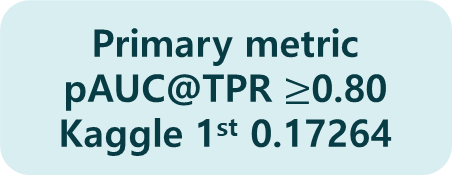 Primary metric
pAUC@TPR ≥0.80
Kaggle 1ˢᵗ 0.17264